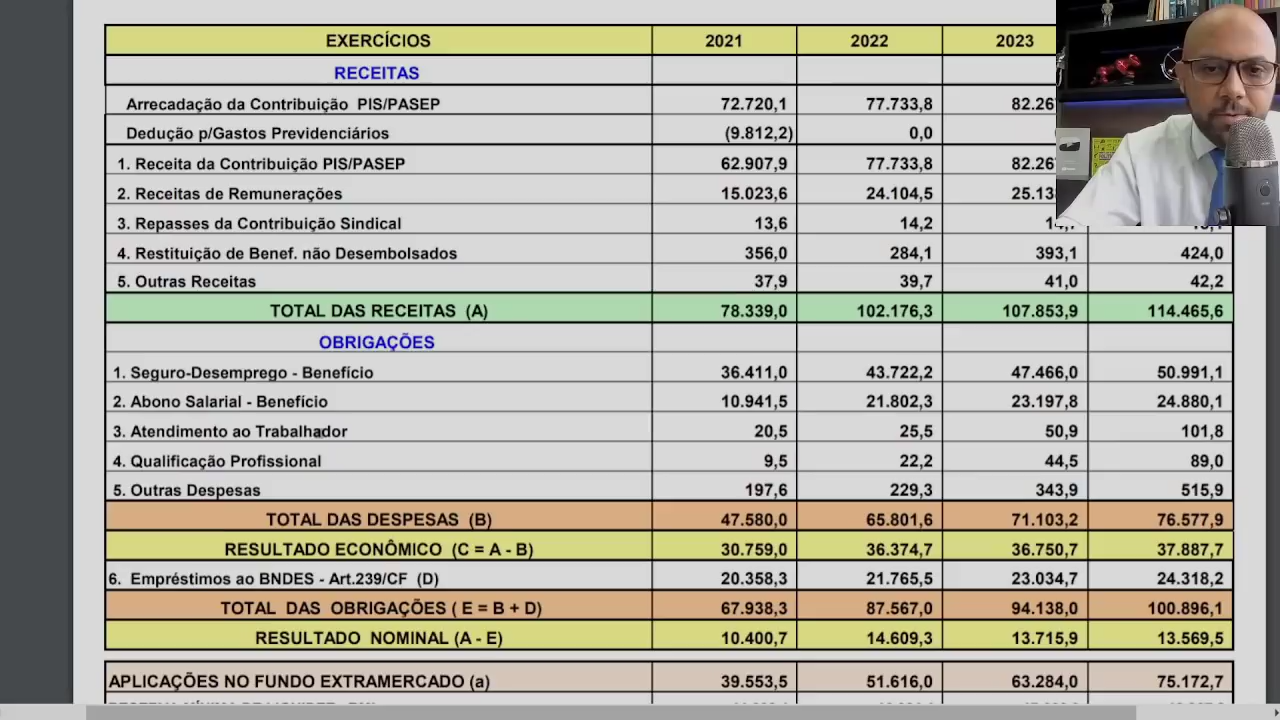 EXERCÍCIOS 2021 2022 2023
RECEITAS
Arrecadação da Contribuição PIS/PASEP 72.720,1 77.733,8
Dedução p/Gastos Previdenciários (9.812,2) 0,0
1. Receita da Contribuição PIS/PASEP 62.907,9 77.733,8
2. Receitas de Remunerações 15.023,6 24.104,5
3. Repasses da Contribuição Sindical 13,6 14,2
4. Restituição de Benef. não Desembolsados 356,0 284,1 393,1 424,0
5. Outras Receitas 37,9 39,7 41,0 42,2
TOTAL DAS RECEITAS (A) 78.339,0 102.176,3 107.853,9 114.465,6
OBRIGAÇÕES
1. Seguro-Desemprego - Benefício 36.411,0 43.722,2 47.466,0 50.991,1
2. Abono Salarial - Benefício 10.941,5 21.802,3 23.197,8 24.880,1
3. Atendimento ao Trabalhador 20,5 25,5 50,9 101,8
4. Qualificação Profissional 9,5 22,2 44,5 89,0
5. Outras Despesas 197,6 229,3 343,9 515,9
TOTAL DAS DESPESAS (B) 47.580,0 65.801,6 71.103,2 76.577,9
RESULTADO ECONÔMICO (C = A - B) 30.759,0 36.374,7 36.750,7 37.887,7
6. Empréstimos ao BNDES - Art.239/CF (D) 20.358,3 21.765,5 23.034,7 24.318,2
TOTAL DAS OBRIGAÇÕES ( E = B + D) 67.938,3 87.567,0 94.138,0 100.896,1
RESULTADO NOMINAL (A - E) 10.400,7 14.609,3 13.715,9 13.569,5
APLICAÇÕES NO FUNDO EXTRAMERCADO (a) 39.553,5 51.616,0 63.284,0 75.172,7